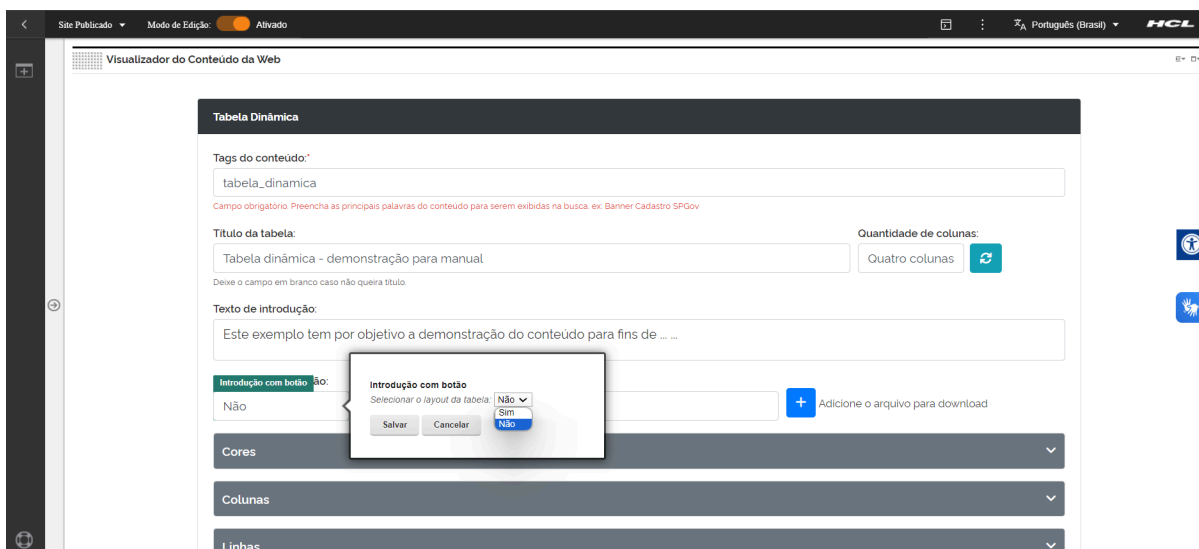 Site Publicado Modo de Edição: Ativado Português (Brasil) HCL
Visualizador do Conteúdo da Web
Tabela Dinâmica
Tags do conteúdo:*
tabela_dinamica
Campo obrigatório. Preencha as principais palavras do conteúdo para serem exibidas na busca. ex: Banner Cadastro SPGov
Título da tabela: Quantidade de colunas:
Tabela dinâmica - demonstração para manual Quatro colunas
Deixe o campo em branco caso não queira título.
Texto de introdução:
Este exemplo tem por objetivo a demonstração do conteúdo para fins de ... ...
Introdução com botão ão:
Não
Introdução com botão
Selecionar o layout da tabela: Não
Sim
Não
Salvar Cancelar
+ Adicione o arquivo para download
Cores
Colunas
Linhas